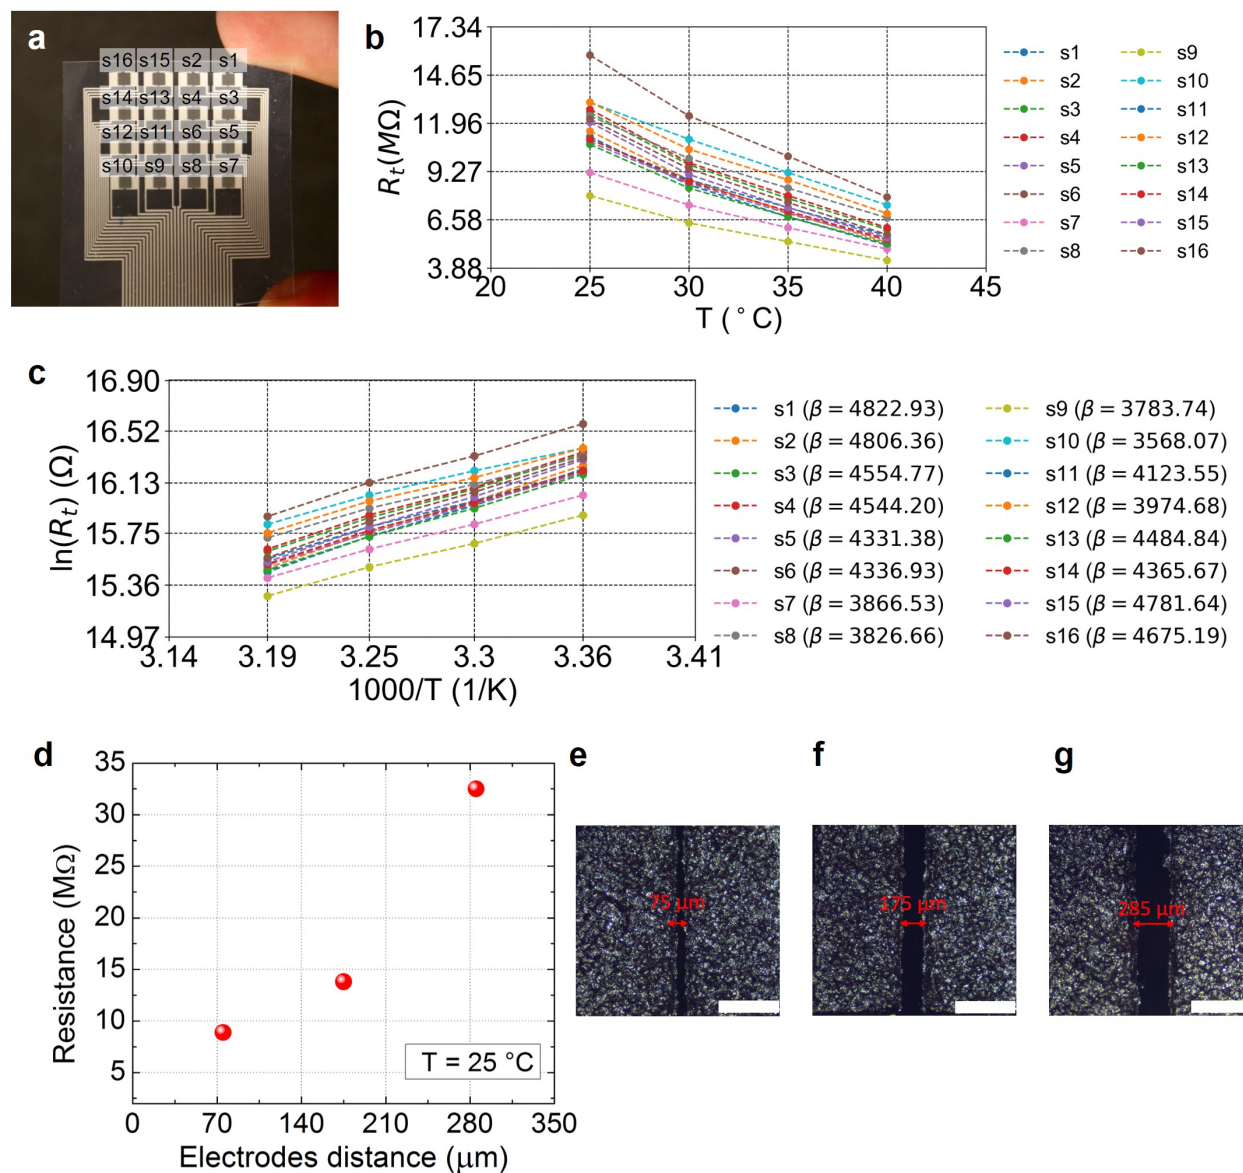 a
s16 s15 s2 s1
s14 s13 s4 s3
s12 s11 s6 s5
s10 s9 s8 s7
b
R_t(MΩ)
17.34
14.65
11.96
9.27
6.58
3.88
20 25 30 35 40 45
T (°C)
s1 s9
s2 s10
s3 s11
s4 s12
s5 s13
s6 s14
s7 s15
s8 s16
c
ln(R_t) (Ω)
16.90
16.52
16.13
15.75
15.36
14.97
3.14 3.19 3.25 3.3 3.36 3.41
1000/T (1/K)
s1 (β = 4822.93) s9 (β = 3783.74)
s2 (β = 4806.36) s10 (β = 3568.07)
s3 (β = 4554.77) s11 (β = 4123.55)
s4 (β = 4544.20) s12 (β = 3974.68)
s5 (β = 4331.38) s13 (β = 4484.84)
s6 (β = 4336.93) s14 (β = 4365.67)
s7 (β = 3866.53) s15 (β = 4781.64)
s8 (β = 3826.66) s16 (β = 4675.19)
d
Resistance (MΩ)
35
30
25
20
15
10
5
T = 25 °C
0 70 140 210 280 350
Electrodes distance (μm)
e
75 μm
f
175 μm
g
285 μm